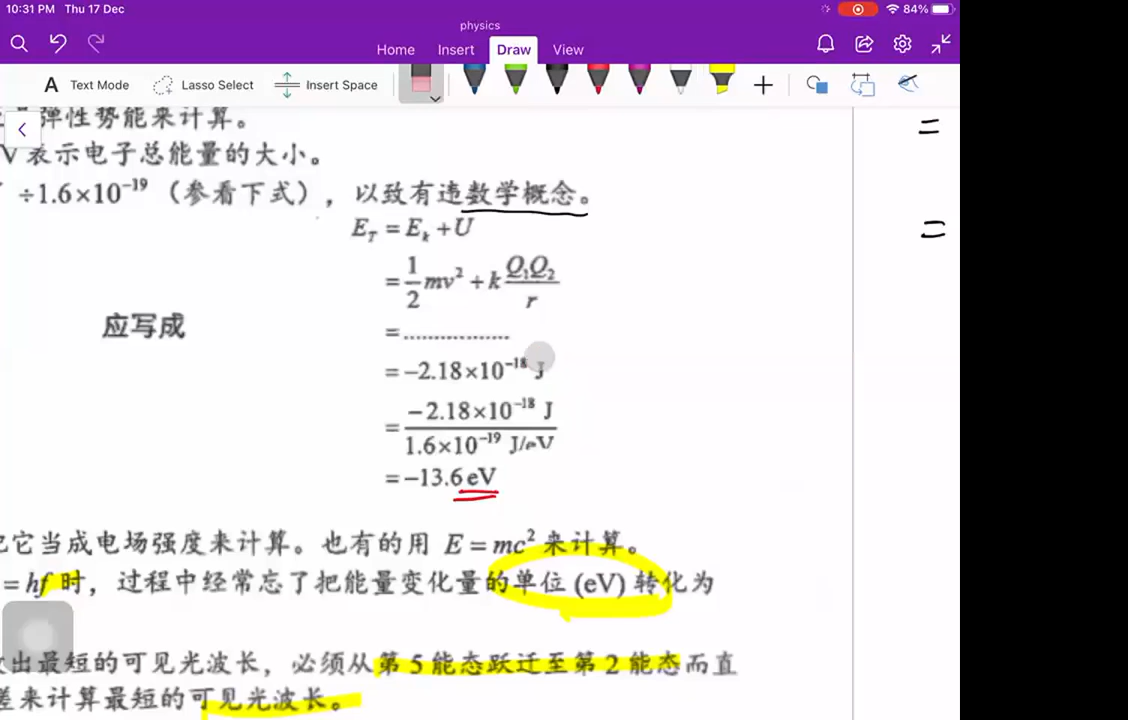 10:31 PM Thu 17 Dec
84%
physics
Home Insert Draw View
Text Mode Lasso Select Insert Space
弹性势能来计算。
V 表示电子总能量的大小。
÷1.6×10⁻¹⁹ (参看下式)，以致有违数学概念。
E_T = E_k + U
= 1/2 mv² + k Q₁Q₂/r
应写成
= ..................
= −2.18×10⁻¹⁸ J
= −2.18×10⁻¹⁸ J / 1.6×10⁻¹⁹ J/eV
= −13.6 eV
它当成电场强度来计算。也有的用 E = mc² 来计算。
= hf 时，过程中经常忘了把能量变化量的单位 (eV) 转化为
出最短的可见光波长，必须从第 5 能态跃迁至第 2 能态而直
差来计算最短的可见光波长。
=
=